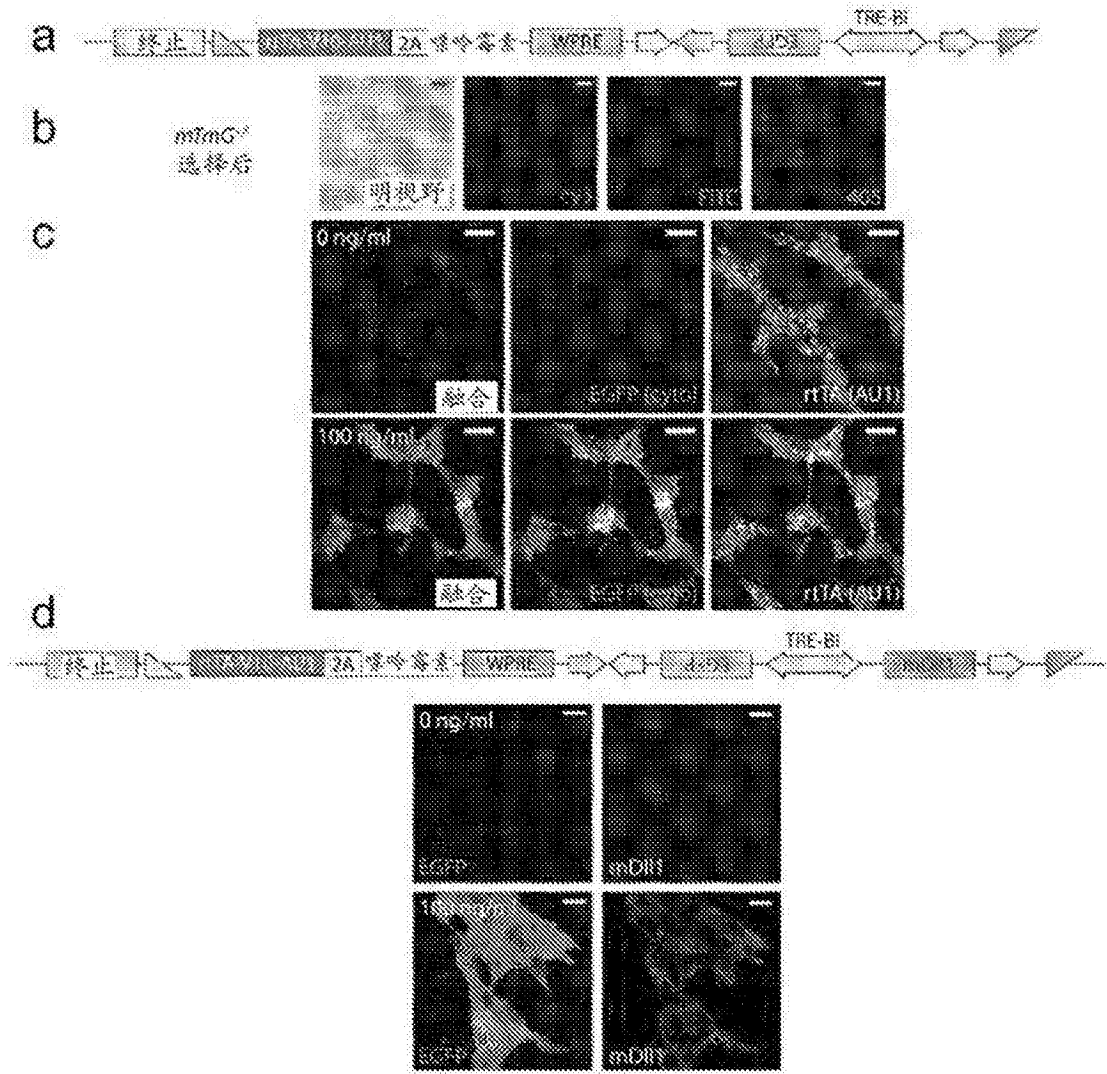 a
TRE-Bi
终止 2A 嘌呤霉素 WPRE
b
mTmG
选择后
明视野
c
0 ng/ml
融合
EGFP (cyto)
rtTA (AU1)
100 ng/ml
融合
EGFP
rtTA (AU1)
d
TRE-Bi
终止 2A 嘌呤霉素 WPRE
0 ng/ml
EGFP
mDll1
EGFP
mDll1